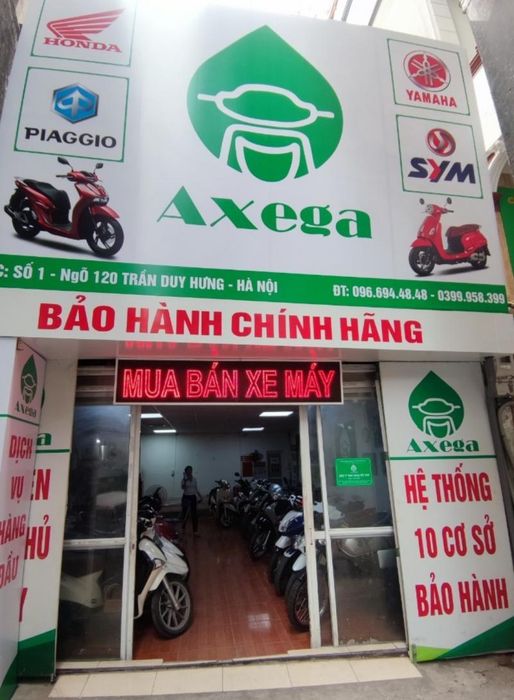 HONDA
YAMAHA
PIAGGIO
SYM
Axega
C: SỐ 1 - NGÕ 120 TRẦN DUY HƯNG - HÀ NỘI
ĐT: 096.694.48.48 - 0399.958.399
BẢO HÀNH CHÍNH HÃNG
MUA BÁN XE MÁY
Axega
DỊCH
VỤ
HÀNG
ĐẦU
Axega
HỆ THỐNG
10 CƠ SỞ
BẢO HÀNH